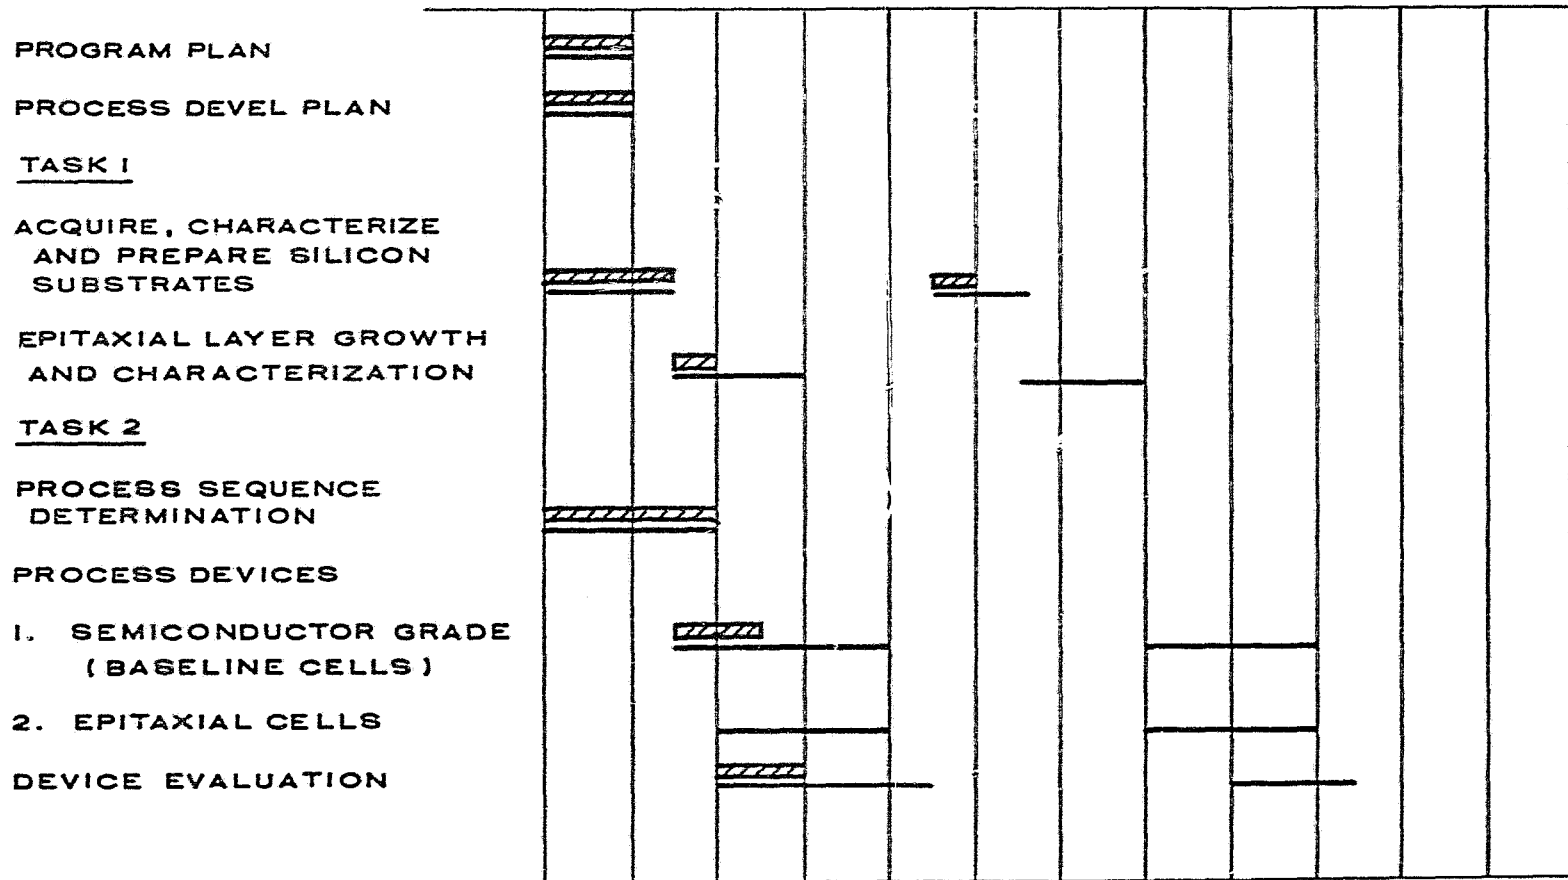 PROGRAM PLAN
PROCESS DEVEL PLAN
TASK 1
ACQUIRE, CHARACTERIZE
AND PREPARE SILICON
SUBSTRATES
EPITAXIAL LAYER GROWTH
AND CHARACTERIZATION
TASK 2
PROCESS SEQUENCE
DETERMINATION
PROCESS DEVICES
1. SEMICONDUCTOR GRADE
(BASELINE CELLS)
2. EPITAXIAL CELLS
DEVICE EVALUATION